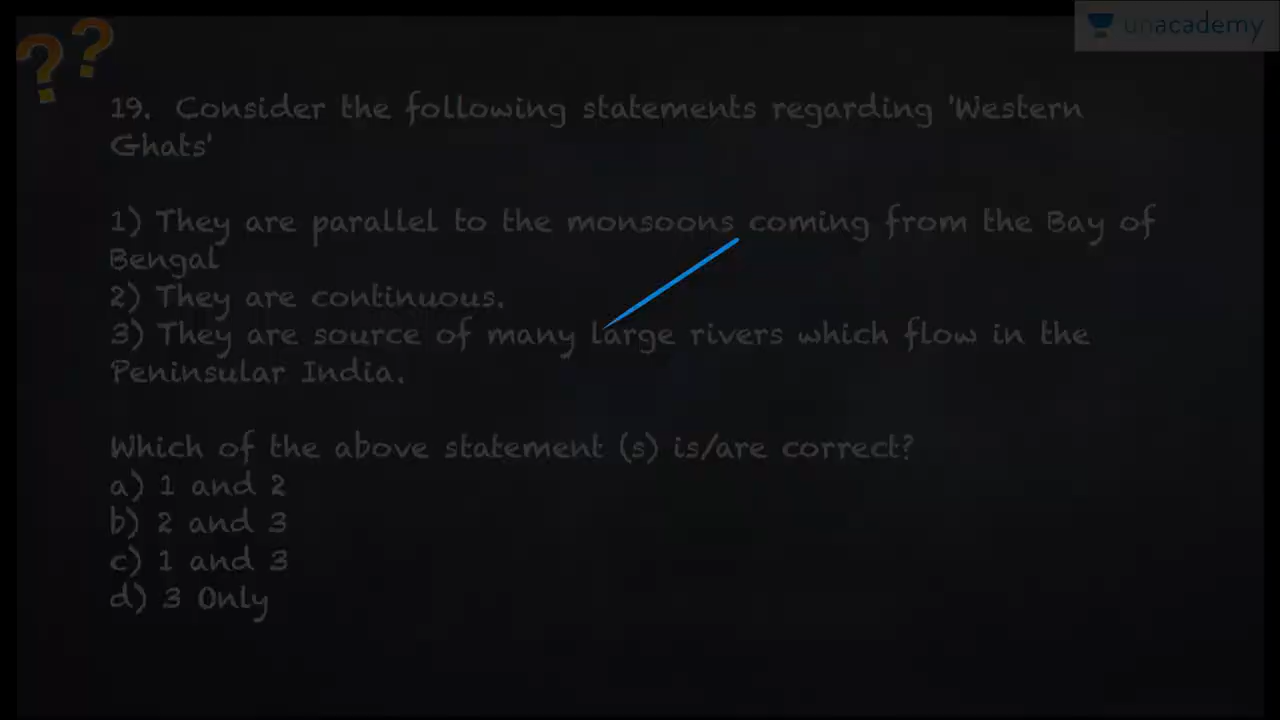 ??
unacademy
19. Consider the following statements regarding 'Western
Ghats'
1) They are parallel to the monsoons coming from the Bay of
Bengal
2) They are continuous.
3) They are source of many large rivers which flow in the
Peninsular India.
Which of the above statement (s) is/are correct?
a) 1 and 2
b) 2 and 3
c) 1 and 3
d) 3 Only